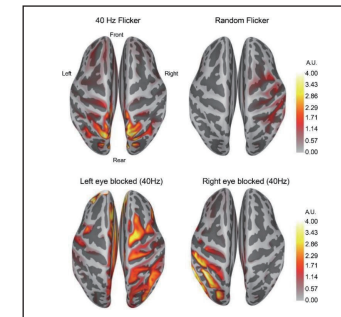 40 Hz Flicker
Random Flicker
Front
Left
Right
Rear
A.U.
4.00
3.43
2.86
2.29
1.71
1.14
0.57
0.00
Left eye blocked (40Hz)
Right eye blocked (40Hz)
A.U.
4.00
3.43
2.86
2.29
1.71
1.14
0.57
0.00